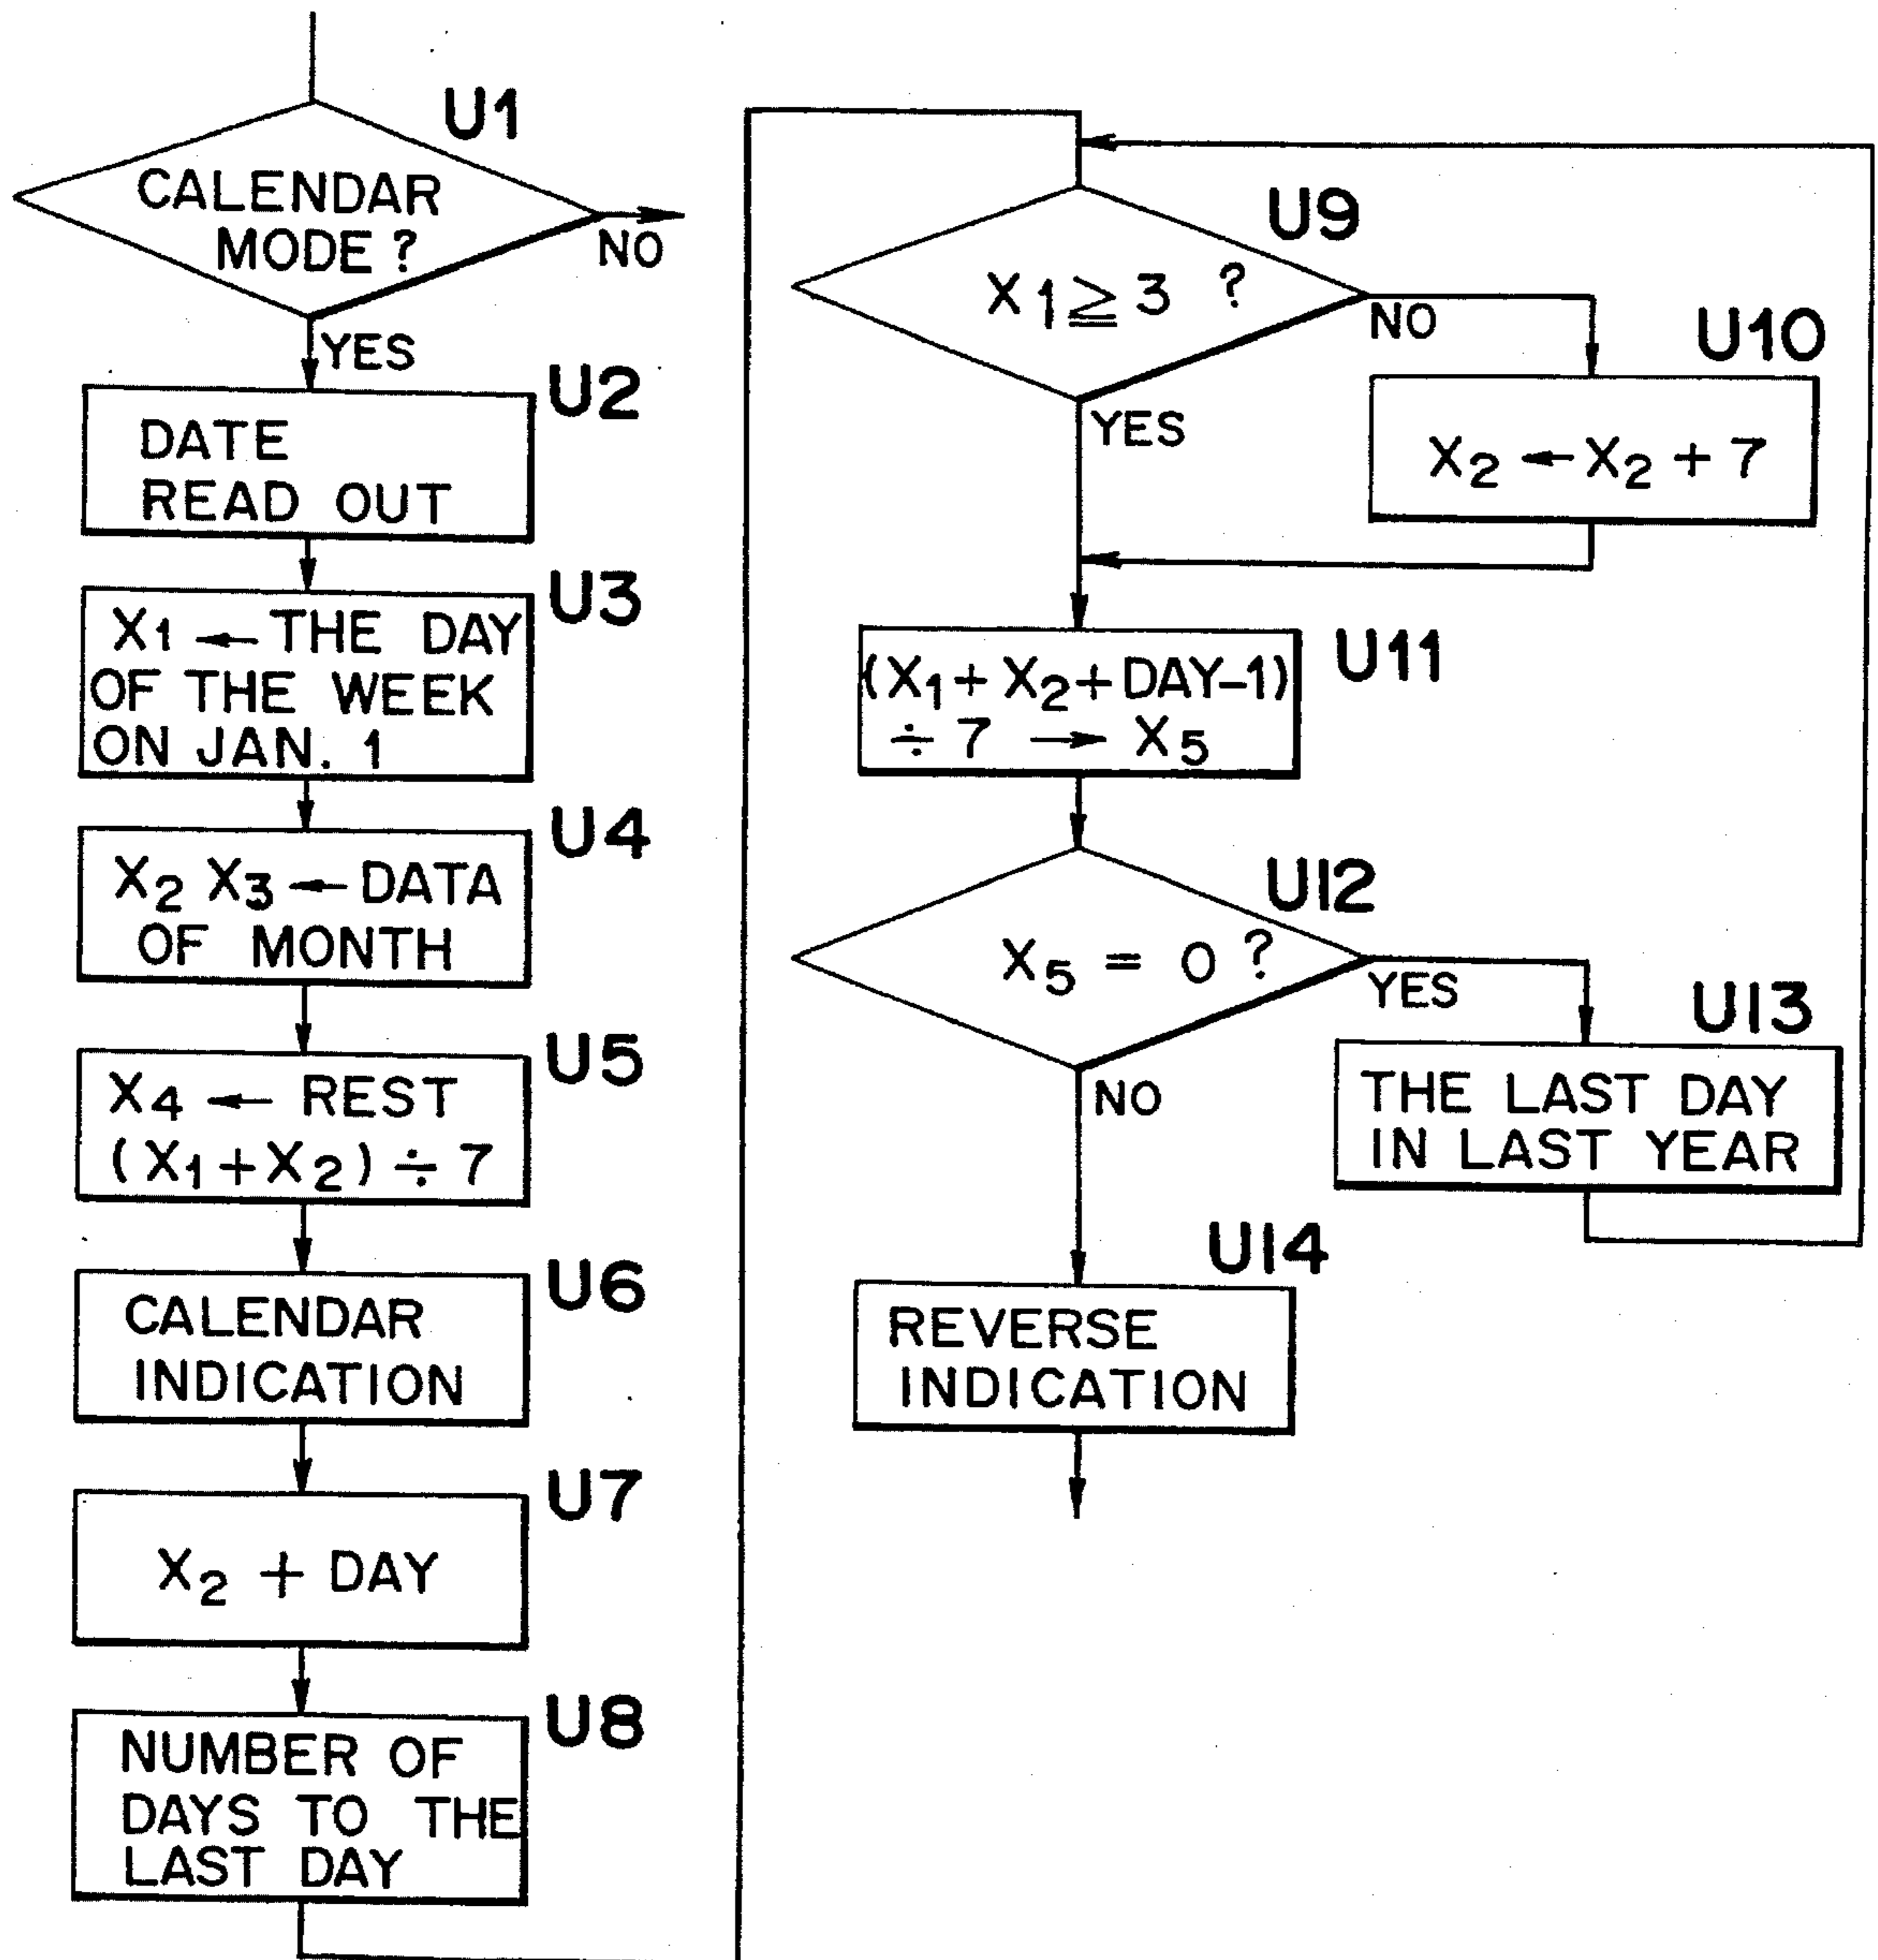 U1
CALENDAR
MODE ?
NO
YES
U2
DATE
READ OUT
U3
X1 ← THE DAY
OF THE WEEK
ON JAN. 1
U4
X2 X3 ← DATA
OF MONTH
U5
X4 ← REST
(X1+X2) ÷ 7
U6
CALENDAR
INDICATION
U7
X2 + DAY
U8
NUMBER OF
DAYS TO THE
LAST DAY
U9
X1 ≧ 3 ?
NO
YES
U10
X2 ← X2 + 7
U11
(X1 + X2 + DAY-1)
÷ 7 → X5
U12
X5 = 0 ?
YES
NO
U13
THE LAST DAY
IN LAST YEAR
U14
REVERSE
INDICATION